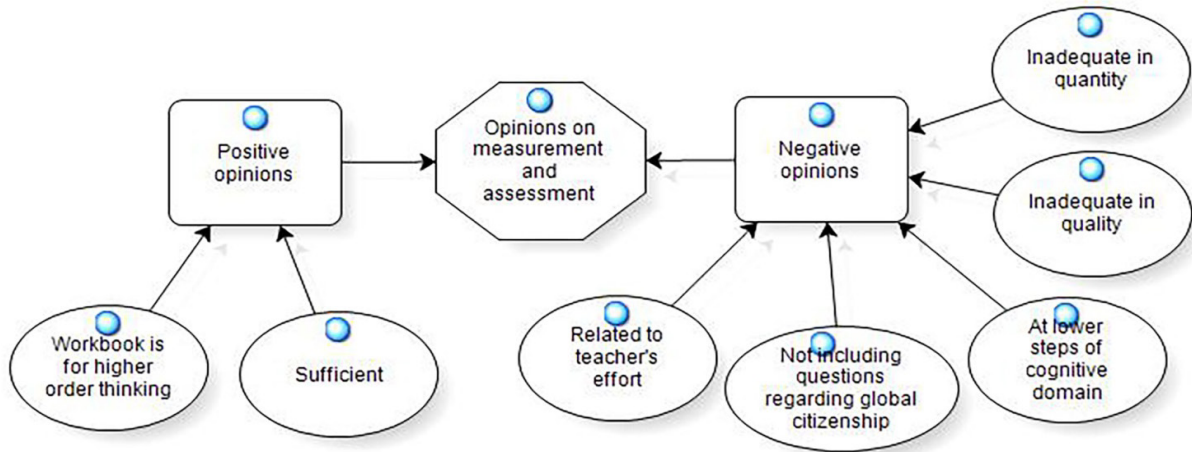 Positive
opinions
Opinions on
measurement
and
assessment
Negative
opinions
Inadequate in
quantity
Inadequate in
quality
Workbook is
for higher
order thinking
Sufficient
Related to
teacher's
effort
Not including
questions
regarding global
citizenship
At lower
steps of
cognitive
domain